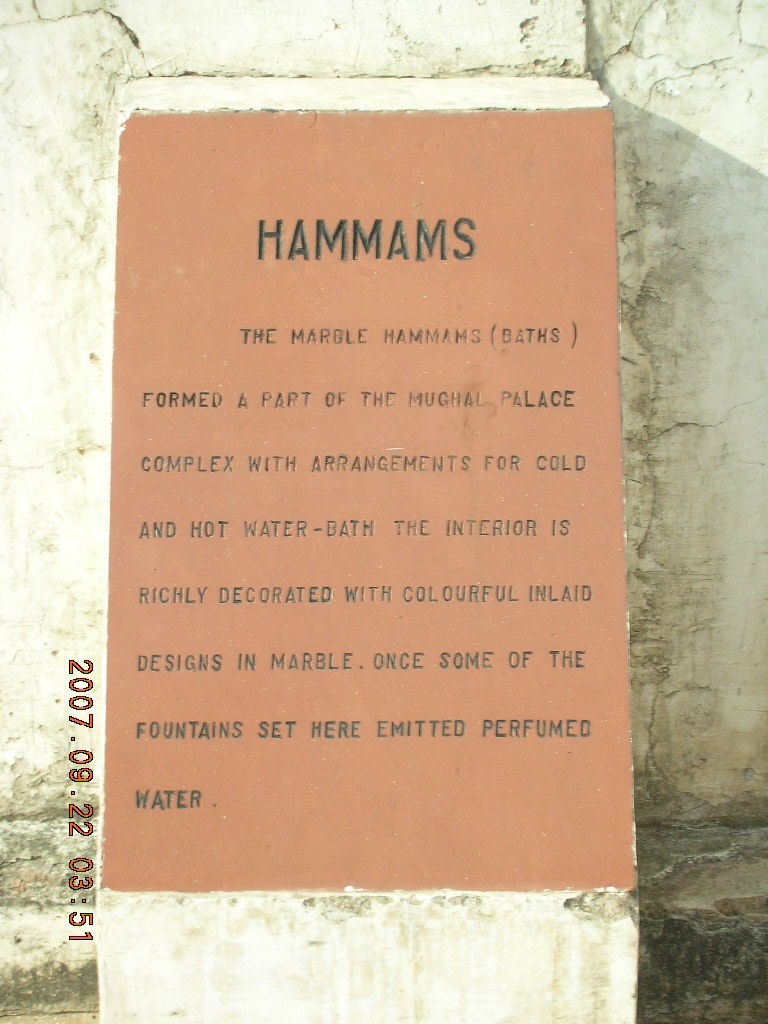 HAMMAMS
THE MARBLE HAMMAMS (BATHS)
FORMED A PART OF THE MUGHAL PALACE
COMPLEX WITH ARRANGEMENTS FOR COLD
AND HOT WATER-BATH THE INTERIOR IS
RICHLY DECORATED WITH COLOURFUL INLAID
DESIGNS IN MARBLE. ONCE SOME OF THE
FOUNTAINS SET HERE EMITTED PERFUMED
WATER.
2007.09.22 03:51